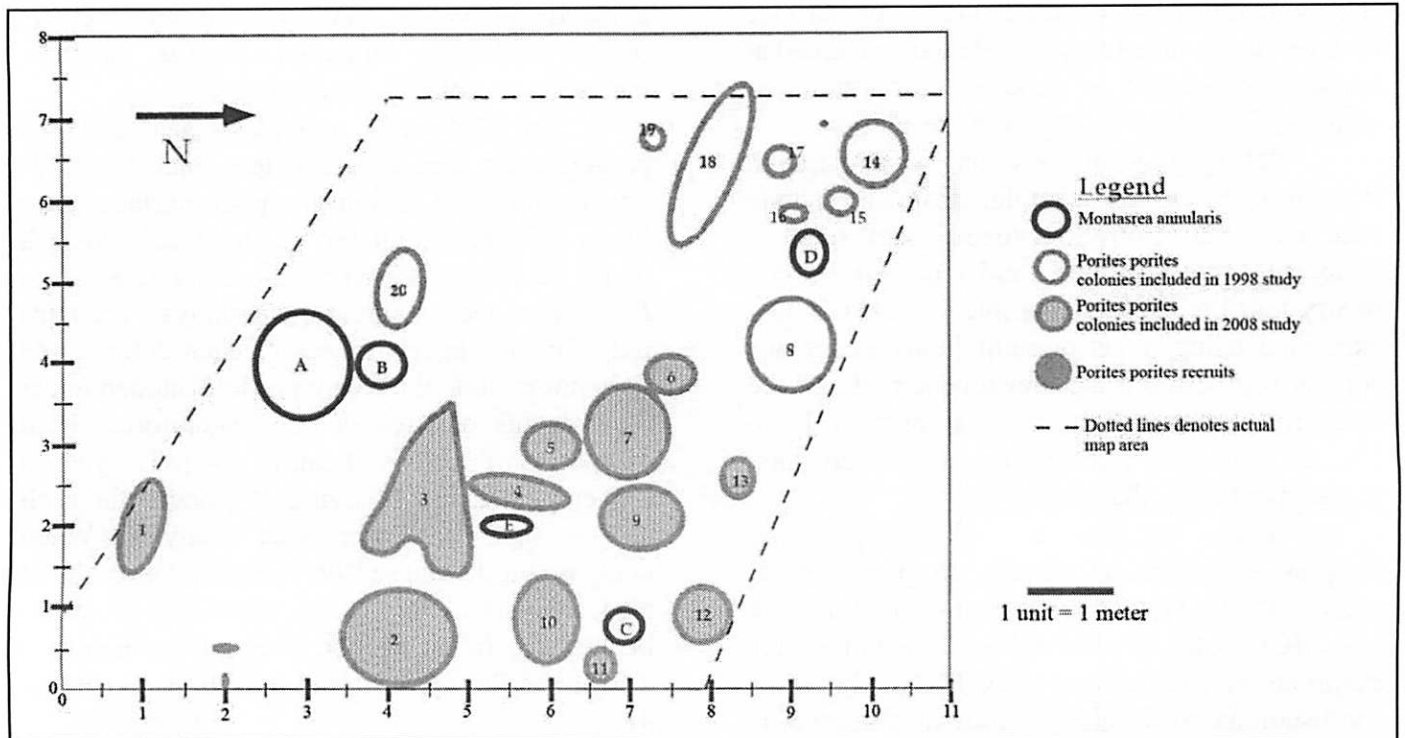 8
7
6
5
4
3
2
1
0
N
19
18
17
14
16
15
D
20
8
A
B
6
7
5
3
4
13
9
E
1
10
C
12
2
11
0
1
2
3
4
5
6
7
8
9
10
11
Legend
Montasrea annularis
Porites porites
colonies included in 1998 study
Porites porites
colonies included in 2008 study
Porites porites recruits
Dotted lines denotes actual
map area
1 unit = 1 meter